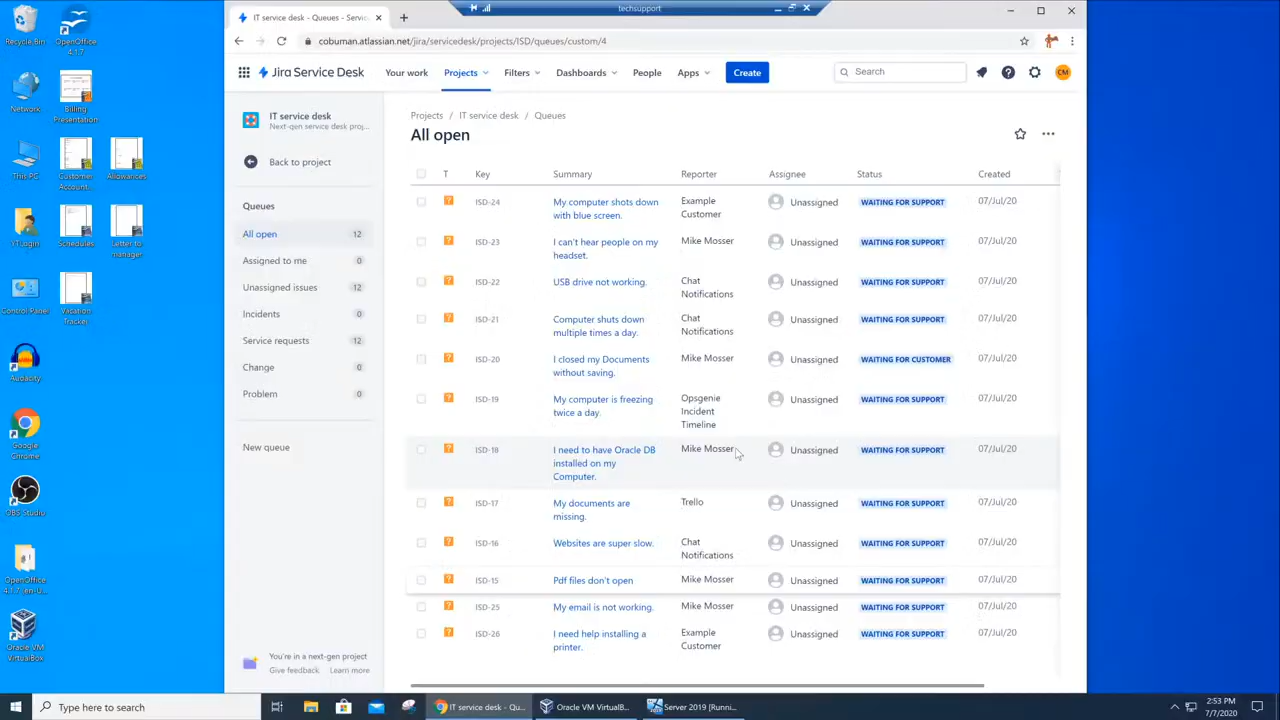 techsupport
IT service desk - Queues - Servic
cobuman.atlassian.net/jira/servicedesk/projects/ISD/queues/custom/4
Jira Service Desk
Your work
Projects
Filters
Dashboards
People
Apps
Create
Search
CM
IT service desk
Next-gen service desk proj...
Back to project
Queues
All open 12
Assigned to me 0
Unassigned issues 12
Incidents 0
Service requests 12
Change 0
Problem 0
New queue
You're in a next-gen project
Give feedback Learn more
Projects / IT service desk / Queues
All open
T Key Summary Reporter Assignee Status Created
ISD-24 My computer shots down with blue screen. Example Customer Unassigned WAITING FOR SUPPORT 07/Jul/20
ISD-23 I can't hear people on my headset. Mike Mosser Unassigned WAITING FOR SUPPORT 07/Jul/20
ISD-22 USB drive not working. Chat Notifications Unassigned WAITING FOR SUPPORT 07/Jul/20
ISD-21 Computer shuts down multiple times a day. Chat Notifications Unassigned WAITING FOR SUPPORT 07/Jul/20
ISD-20 I closed my Documents without saving. Mike Mosser Unassigned WAITING FOR CUSTOMER 07/Jul/20
ISD-19 My computer is freezing twice a day. Opsgenie Incident Timeline Unassigned WAITING FOR SUPPORT 07/Jul/20
ISD-18 I need to have Oracle DB installed on my Computer. Mike Mosser Unassigned WAITING FOR SUPPORT 07/Jul/20
ISD-17 My documents are missing. Trello Unassigned WAITING FOR SUPPORT 07/Jul/20
ISD-16 Websites are super slow. Chat Notifications Unassigned WAITING FOR SUPPORT 07/Jul/20
ISD-15 Pdf files don't open Mike Mosser Unassigned WAITING FOR SUPPORT 07/Jul/20
ISD-25 My email is not working. Mike Mosser Unassigned WAITING FOR SUPPORT 07/Jul/20
ISD-26 I need help installing a printer. Example Customer Unassigned WAITING FOR SUPPORT 07/Jul/20
Recycle Bin
OpenOffice 4.1.7
Network
Billing Presentation
This PC
Customer Account...
Allowances
YT login
Schedules
Letter to manager
Control Panel
Vacation Tracker
Audacity
Google Chrome
OBS Studio
OpenOffice 4.1.7 (en-U...
Oracle VM VirtualBox
Type here to search
IT service desk - Qu...
Oracle VM VirtualB...
Server 2019 [Runni...
2:53 PM
7/7/2020